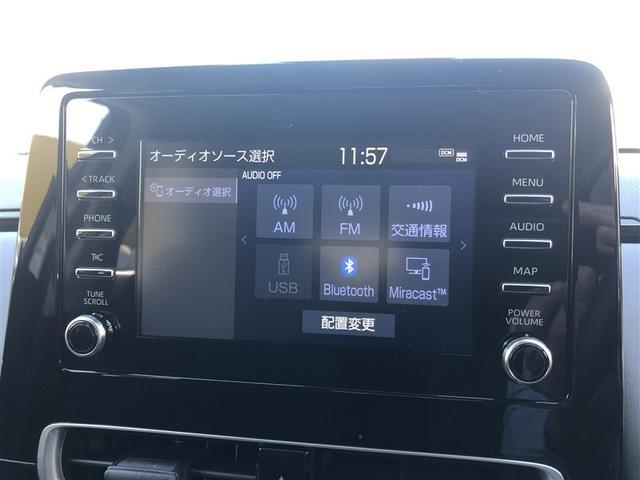 CH >
< TRACK
PHONE
T*C
TUNE
SCROLL
オーディオソース選択
11:57
DCM
DCM
オーディオ選択
AUDIO OFF
AM
FM
交通情報
USB
Bluetooth
Miracast™
配置変更
HOME
MENU
AUDIO
MAP
POWER
VOLUME